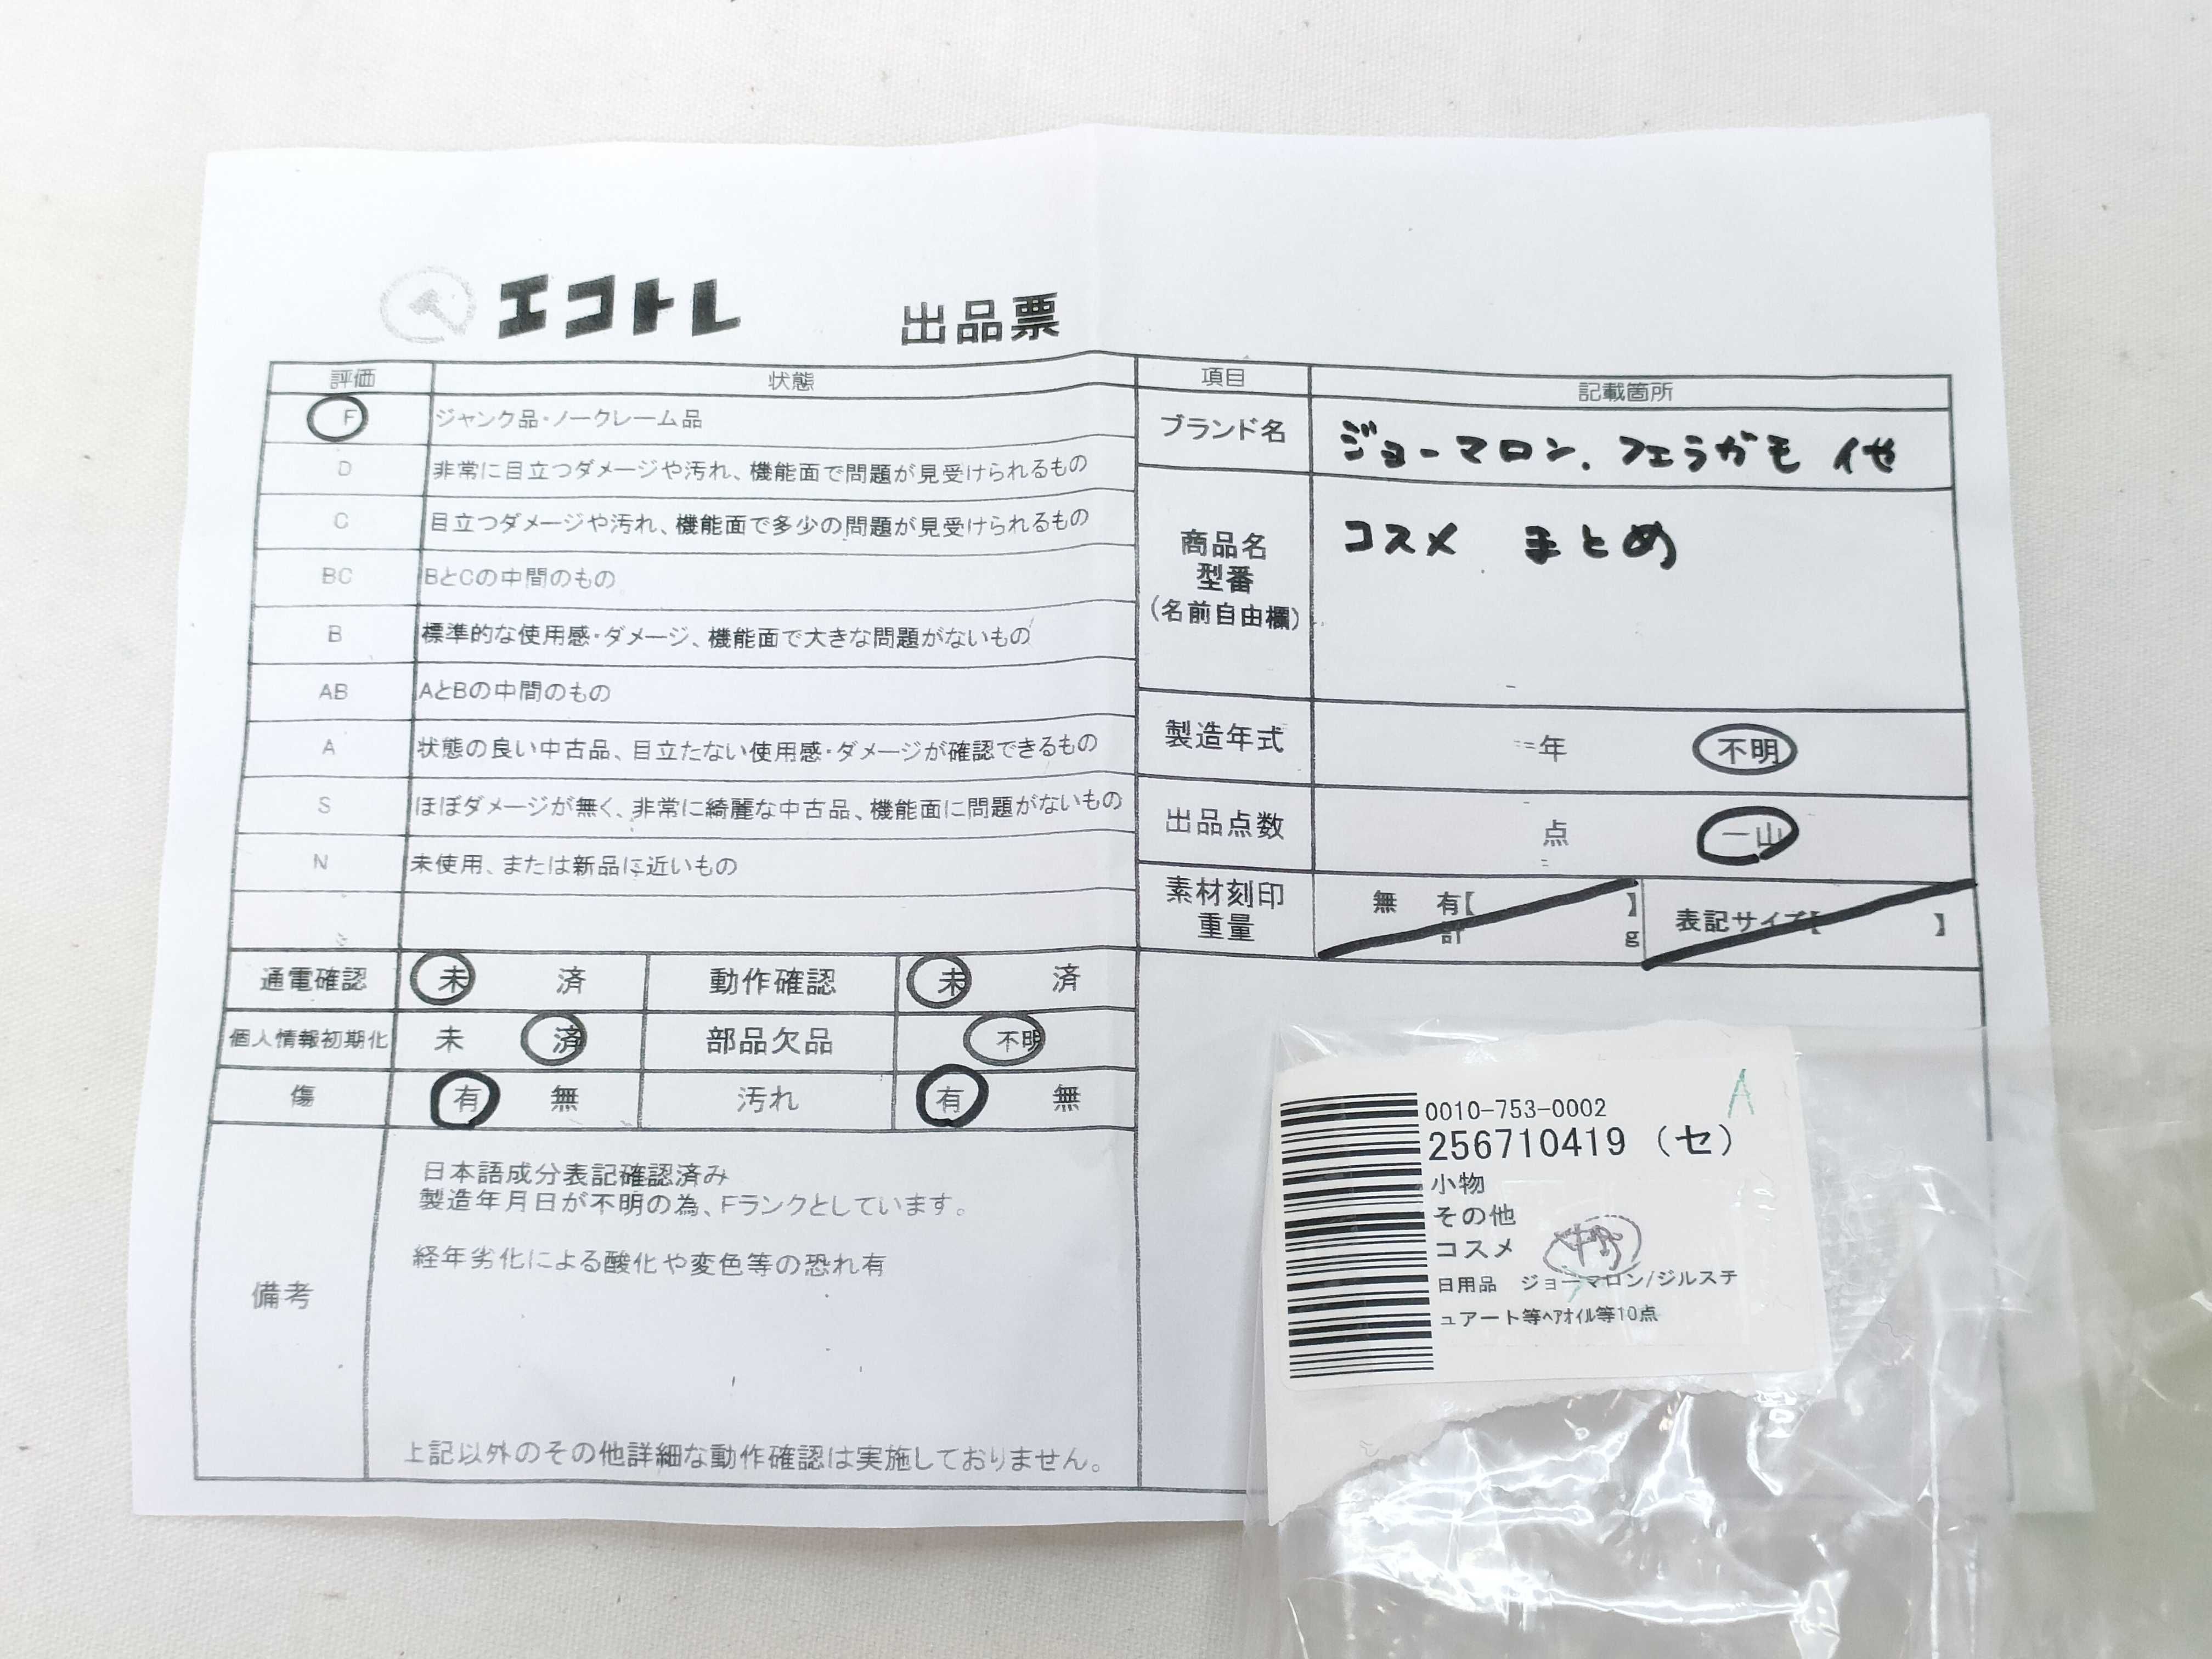 エコトレ 出品票
評価 状態
F ジャンク品・ノークレーム品
D 非常に目立つダメージや汚れ、機能面で問題が見受けられるもの
C 目立つダメージや汚れ、機能面で多少の問題が見受けられるもの
BC BとCの中間のもの
B 標準的な使用感・ダメージ、機能面で大きな問題がないもの
AB AとBの中間のもの
A 状態の良い中古品、目立たない使用感・ダメージが確認できるもの
S ほぼダメージが無く、非常に綺麗な中古品、機能面に問題がないもの
N 未使用、または新品に近いもの
通電確認 未 済 動作確認 未 済
個人情報初期化 未 済 部品欠品 不明
傷 有 無 汚れ 有 無
備考
日本語成分表記確認済み
製造年月日が不明の為、Fランクとしています。
経年劣化による酸化や変色等の恐れ有
上記以外のその他詳細な動作確認は実施しておりません。
項目 記載箇所
ブランド名 ジョーマロン.フェラガモ 他
商品名
型番
(名前自由欄)
コスメ まとめ
製造年式 年 不明
出品点数 点 一山
素材刻印
重量
無 有【 】
計 g
表記サイズ【 】
A
0010-753-0002
256710419 (セ)
小物
その他
コスメ
日用品 ジョーマロン/ジルスチ
ュアート等ヘアオイル等10点